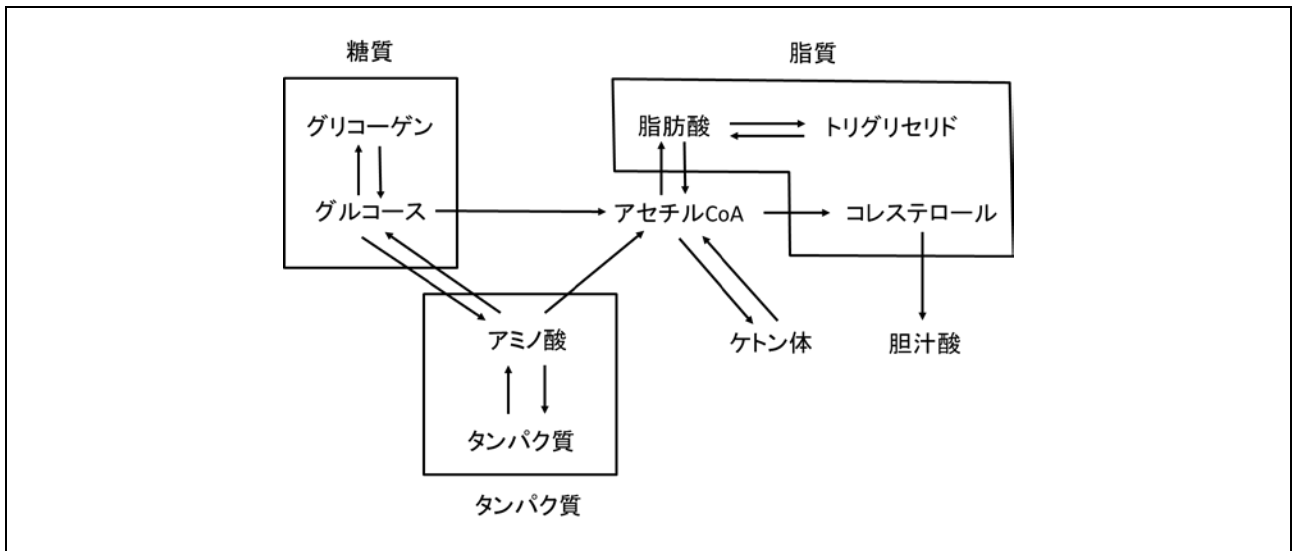 糖質
脂質
グリコーゲン
脂肪酸
トリグリセリド
グルコース
アセチルCoA
コレステロール
アミノ酸
ケトン体
胆汁酸
タンパク質
タンパク質